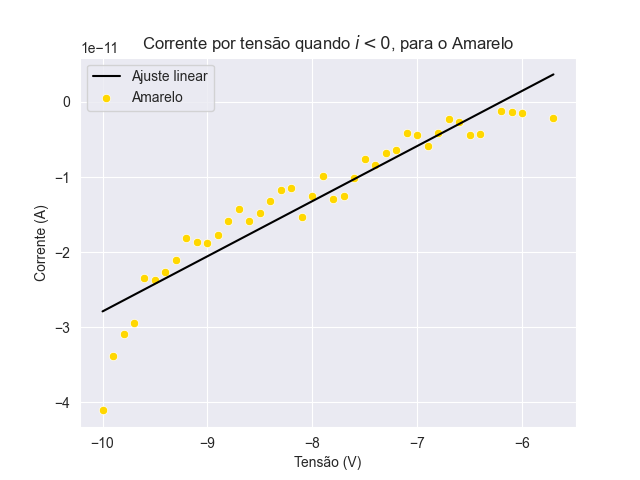 Corrente por tensão quando i < 0, para o Amarelo
1e−11
Ajuste linear
Amarelo
0
−1
−2
−3
−4
Corrente (A)
−10 −9 −8 −7 −6
Tensão (V)